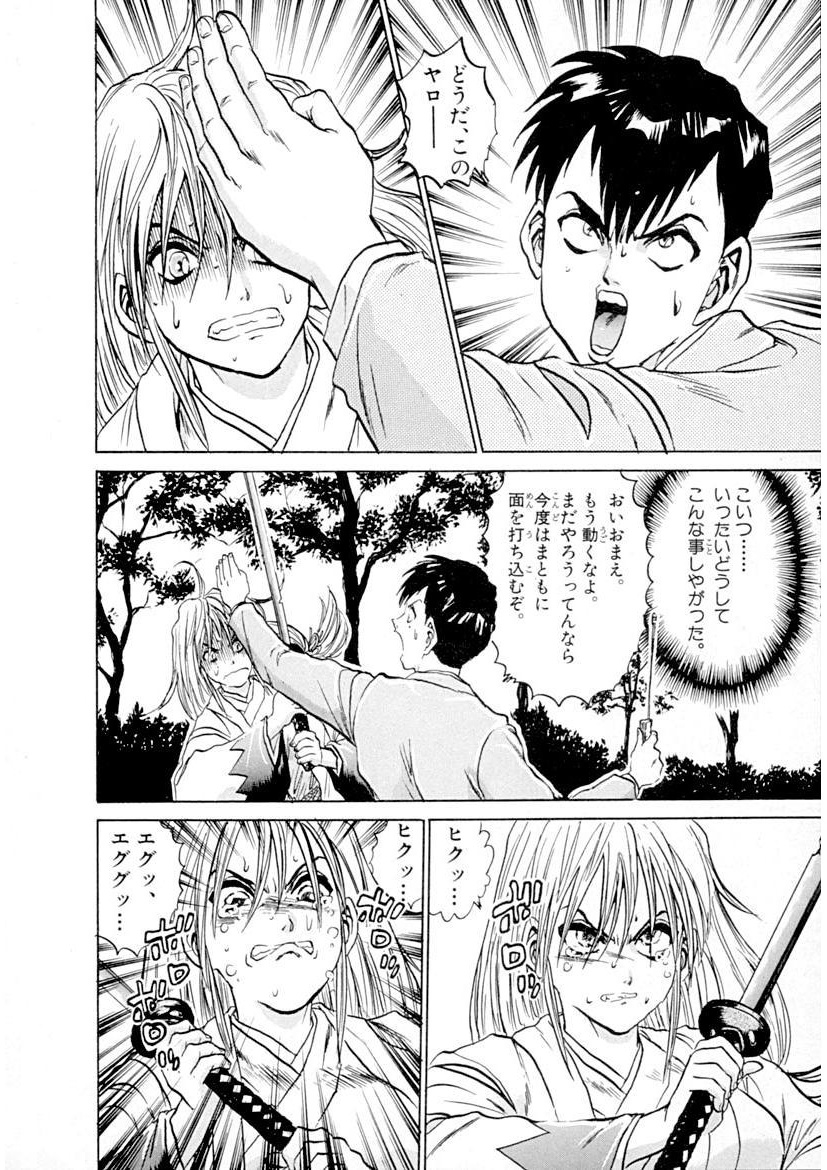 どうだ、この
ヤロ――
こいつ……
いったいどうして
こんな事しやがった。
おいおまえ。
もう動くなよ。
まだやろうってんなら
今度はまともに
面を打ち込むぞ。
ヒクッ…
ボロ
ボロッ
ヒクッ…
ボロ
ボロ
ボロッ
エグッ、
エググッ…